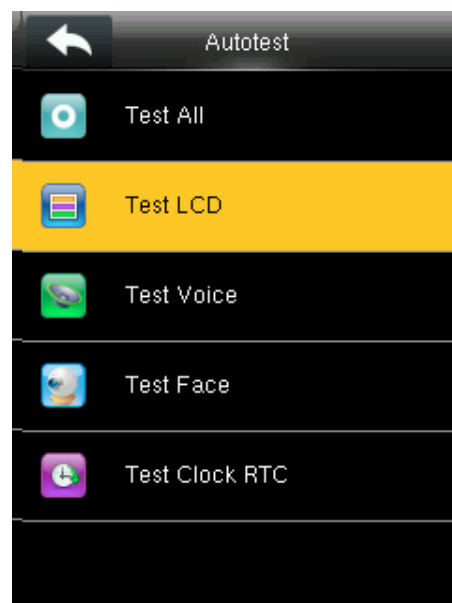 Autotest
Test All
Test LCD
Test Voice
Test Face
Test Clock RTC